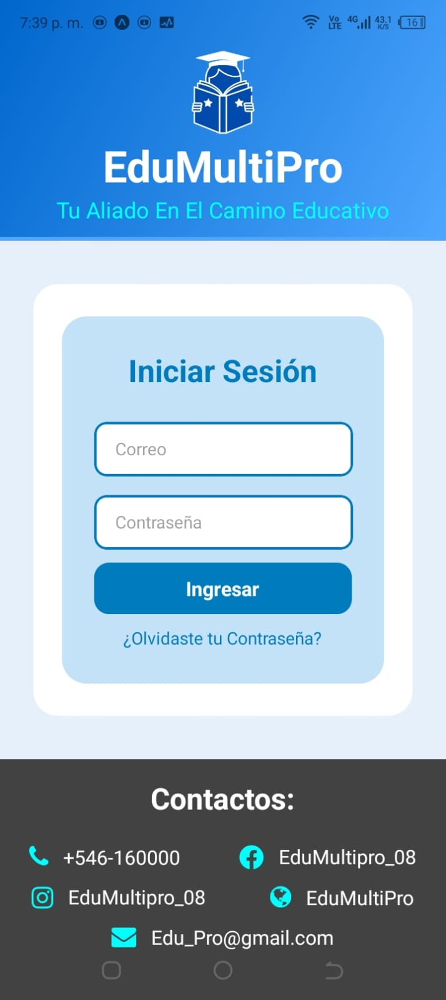 7:39 p. m. Vo LTE 4G 43.1 K/S 16
EduMultiPro
Tu Aliado En El Camino Educativo
Iniciar Sesión
Correo
Contraseña
Ingresar
¿Olvidaste tu Contraseña?
Contactos:
+546-160000 EduMultipro_08
EduMultipro_08 EduMultiPro
Edu_Pro@gmail.com